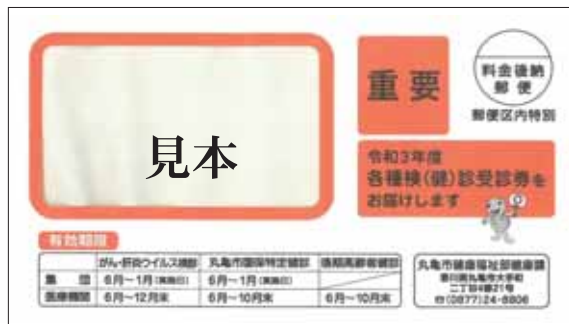 見本
重要
料金後納
郵便
郵便区内特別
令和3年度
各種検(健)診受診券を
お届けします
有効期限
がん・肝炎ウイルス検診 丸亀市国保特定健診 後期高齢者健診
集団 6月~1月(実施日) 6月~1月(実施日)
医療機関 6月~12月末 6月~10月末 6月~10月末
丸亀市健康福祉部健康課
香川県丸亀市大手町
二丁目4番21号
☎(0877)24-8806